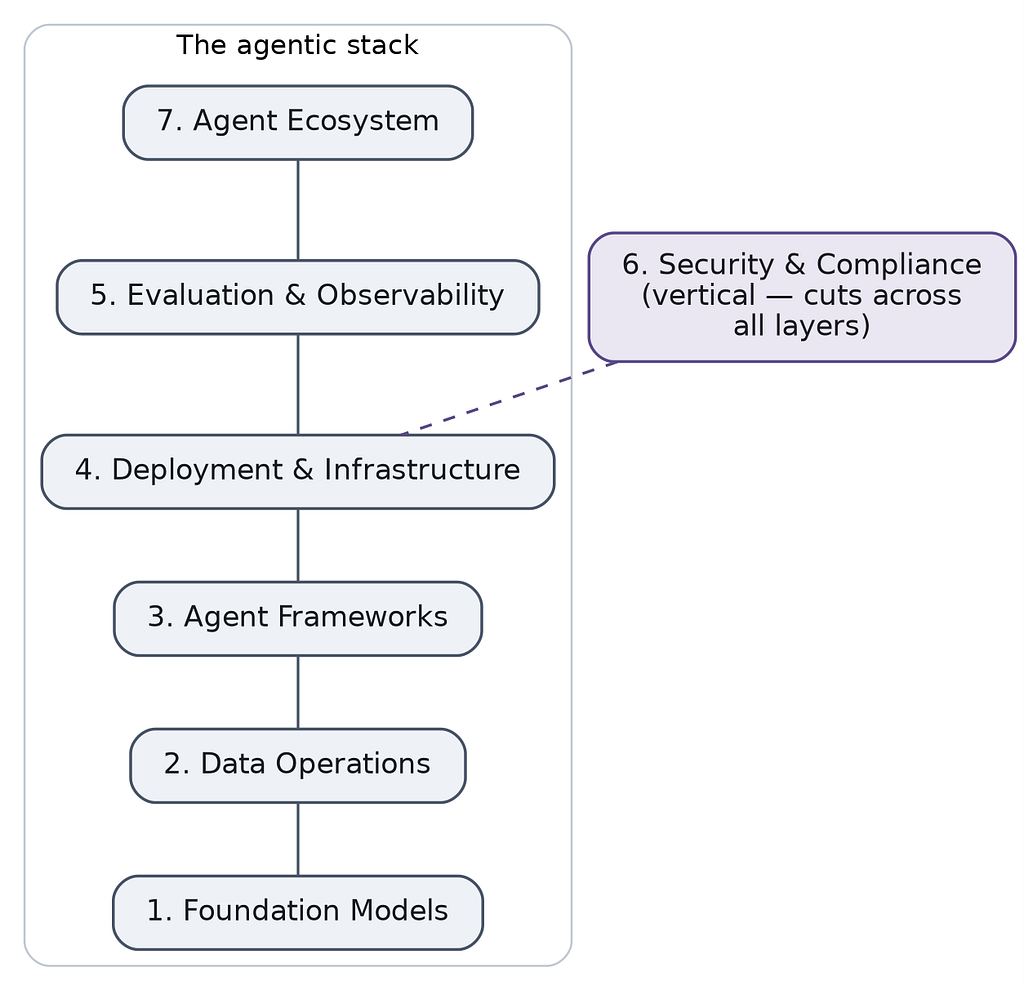 The agentic stack
7. Agent Ecosystem
6. Security & Compliance
(vertical — cuts across
all layers)
5. Evaluation & Observability
4. Deployment & Infrastructure
3. Agent Frameworks
2. Data Operations
1. Foundation Models